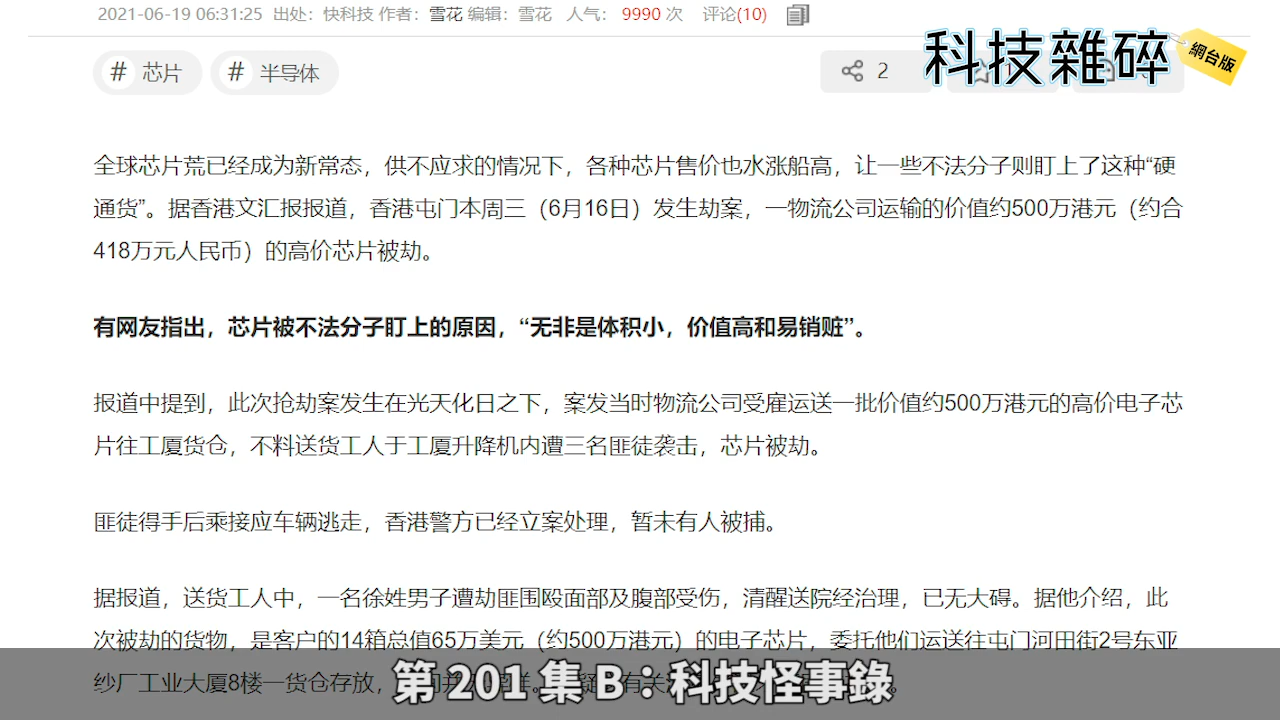 2021-06-19 06:31:25 出处：快科技 作者：雪花 编辑：雪花 人气： 9990 次 评论(10)
科技雜碎 網台版
# 芯片 # 半导体 2
全球芯片荒已经成为新常态，供不应求的情况下，各种芯片售价也水涨船高，让一些不法分子则盯上了这种“硬
通货”。据香港文汇报报道，香港屯门本周三（6月16日）发生劫案，一物流公司运输的价值约500万港元（约合
418万元人民币）的高价芯片被劫。
有网友指出，芯片被不法分子盯上的原因，“无非是体积小，价值高和易销赃”。
报道中提到，此次抢劫案发生在光天化日之下，案发当时物流公司受雇运送一批价值约500万港元的高价电子芯
片往工厦货仓，不料送货工人于工厦升降机内遭三名匪徒袭击，芯片被劫。
匪徒得手后乘接应车辆逃走，香港警方已经立案处理，暂未有人被捕。
据报道，送货工人中，一名徐姓男子遭劫匪围殴面部及腹部受伤，清醒送院经治理，已无大碍。据他介绍，此
次被劫的货物，是客户的14箱总值65万美元（约500万港元）的电子芯片，委托他们运送往屯门河田街2号东亚
纱厂工业大厦8楼一货仓存放，
第 201 集 B：科技怪事錄